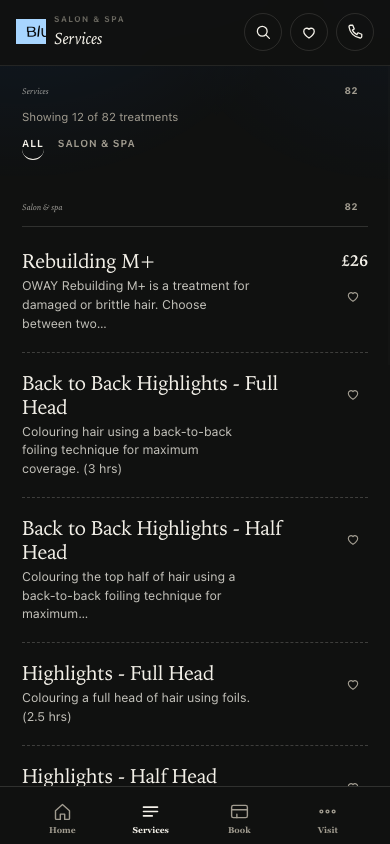 Blu
SALON & SPA
Services
Services
82
Showing 12 of 82 treatments
ALL
SALON & SPA
Salon & spa
82
Rebuilding M+
£26
OWAY Rebuilding M+ is a treatment for
damaged or brittle hair. Choose
between two...
Back to Back Highlights - Full
Head
Colouring hair using a back-to-back
foiling technique for maximum
coverage. (3 hrs)
Back to Back Highlights - Half
Head
Colouring the top half of hair using a
back-to-back foiling technique for
maximum...
Highlights - Full Head
Colouring a full head of hair using foils.
(2.5 hrs)
Highlights - Half Head
Home
Services
Book
Visit